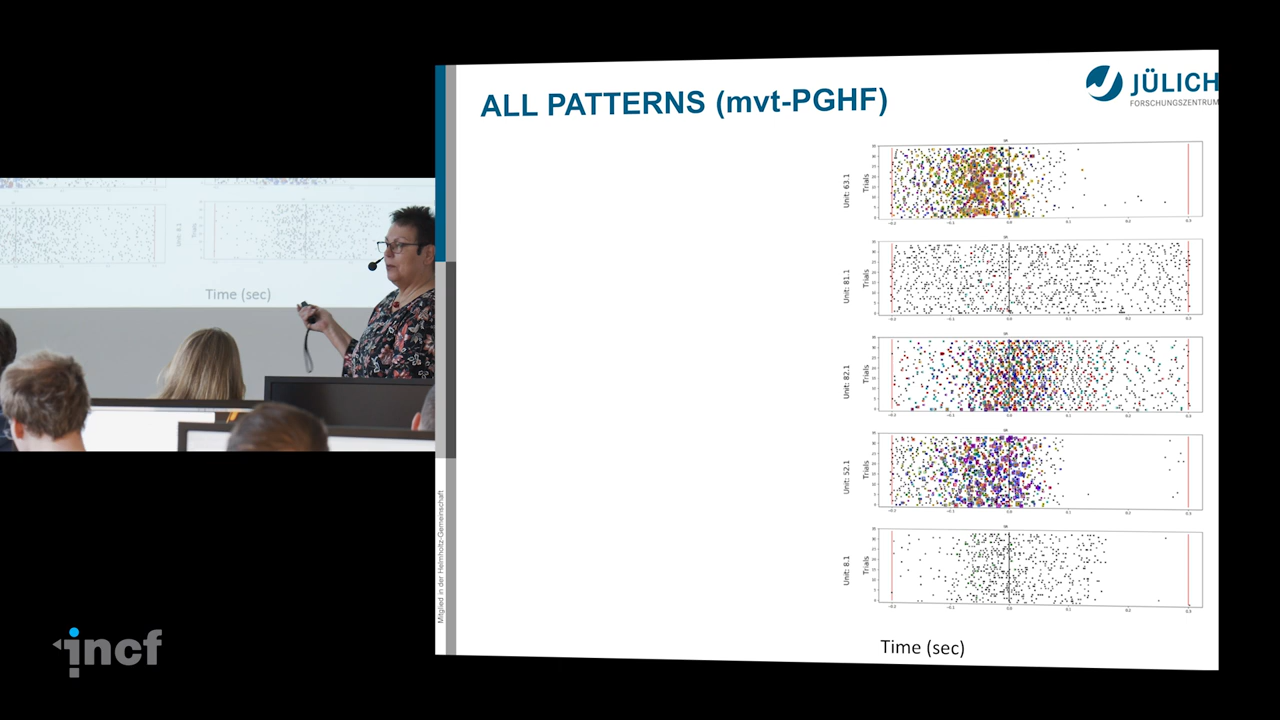 ALL PATTERNS (mvt-PGHF)
JÜLICH
FORSCHUNGSZENTRUM
Unit: 63.1
Trials
Unit: 81.1
Trials
Unit: 82.1
Trials
Unit: 52.1
Trials
Unit: 8.1
Trials
Time (sec)
Mitglied in der Helmholtz-Gemeinschaft
Time (sec)
incf